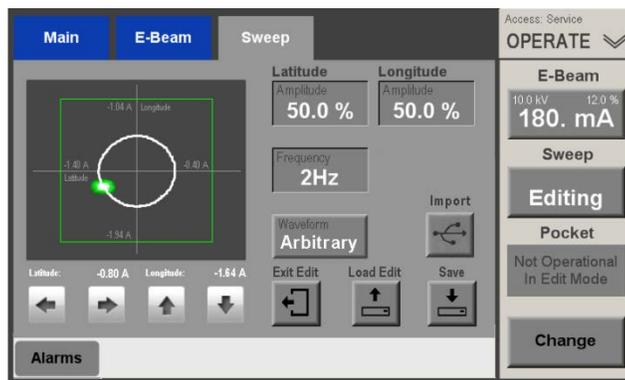 Main
E-Beam
Sweep
Access: Service
OPERATE
Latitude
Amplitude
50.0 %
Longitude
Amplitude
50.0 %
Frequency
2Hz
Waveform
Arbitrary
Import
-1.04 A
Longitude
-1.40 A
Latitude
-0.40 A
-1.94 A
Latitude:
-0.80 A
Longitude:
-1.64 A
Exit Edit
Load Edit
Save
Alarms
E-Beam
10.0 kV
12.0 %
180. mA
Sweep
Editing
Pocket
Not Operational
In Edit Mode
Change